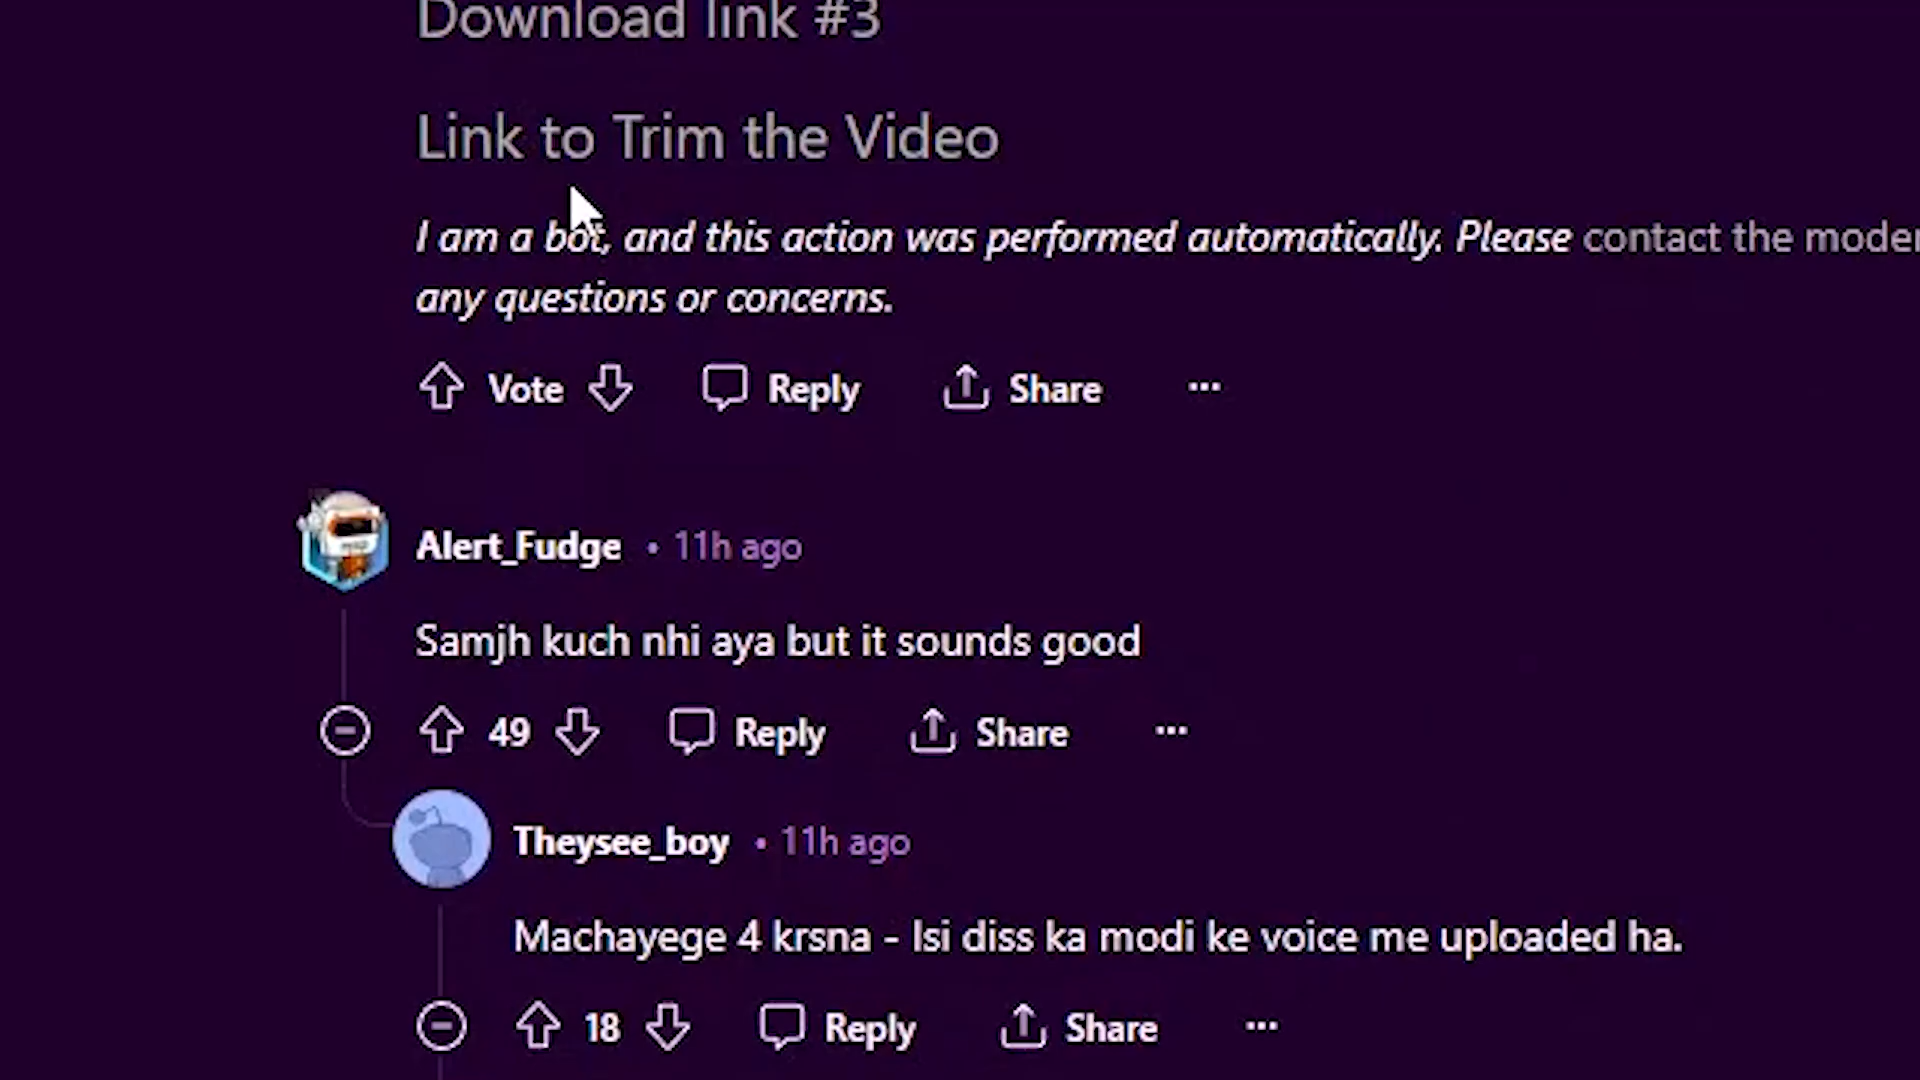 Download link #3
Link to Trim the Video
I am a bot, and this action was performed automatically. Please contact the
any questions or concerns.
Vote Reply Share ...
Alert_Fudge • 11h ago
Samjh kuch nhi aya but it sounds good
49 Reply Share ...
Theysee_boy • 11h ago
Machayege 4 krsna - Isi diss ka modi ke voice me uploaded ha.
18 Reply Share ...